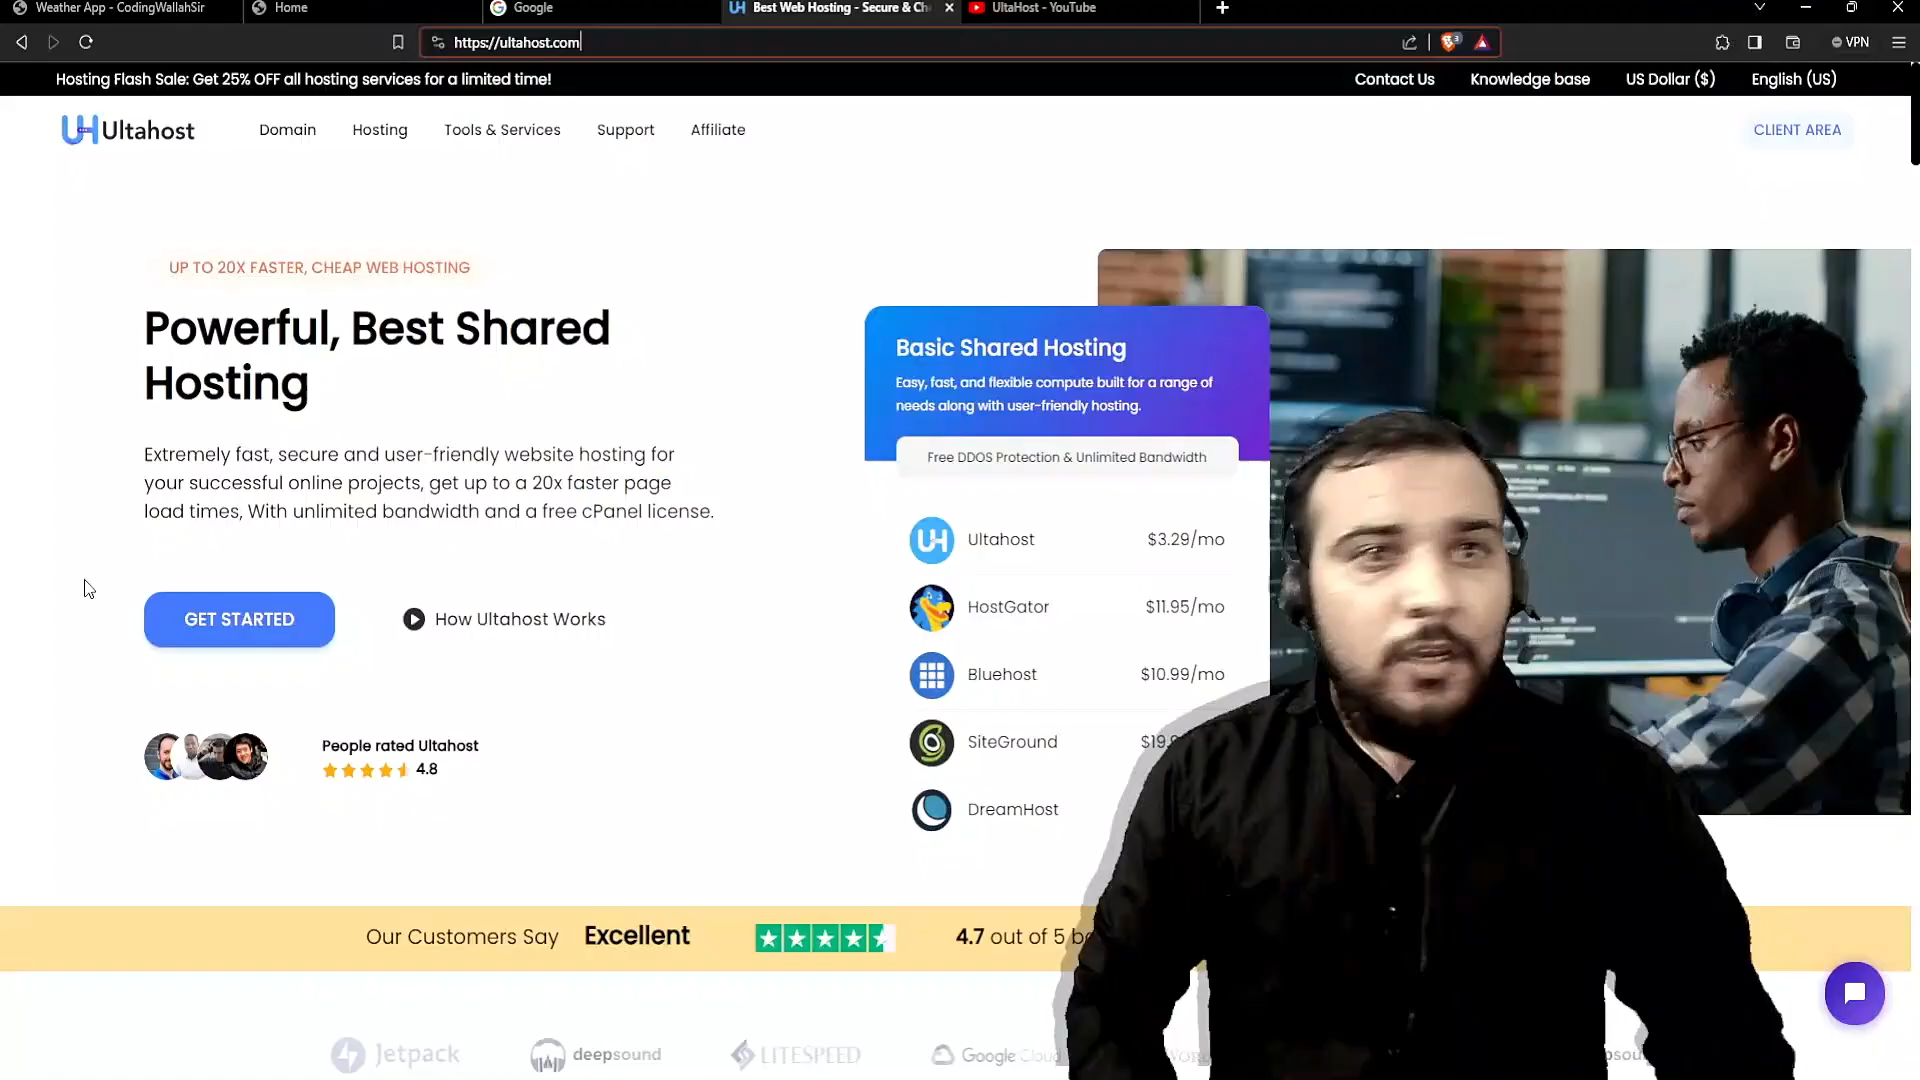 Weather App - CodingWallahSir
Home
Google
Best Web Hosting - Secure & Ch
UltaHost - YouTube
https://ultahost.com
3
VPN
Hosting Flash Sale: Get 25% OFF all hosting services for a limited time!
Contact Us
Knowledge base
US Dollar ($)
English (US)
UH Ultahost
Domain
Hosting
Tools & Services
Support
Affiliate
CLIENT AREA
UP TO 20X FASTER, CHEAP WEB HOSTING
Powerful, Best Shared
Hosting
Extremely fast, secure and user-friendly website hosting for
your successful online projects, get up to a 20x faster page
load times, With unlimited bandwidth and a free cPanel license.
GET STARTED
How Ultahost Works
People rated Ultahost
4.8
Basic Shared Hosting
Easy, fast, and flexible compute built for a range of
needs along with user-friendly hosting.
Free DDOS Protection & Unlimited Bandwidth
UH Ultahost $3.29/mo
HostGator $11.95/mo
Bluehost $10.99/mo
SiteGround $19.
DreamHost
Our Customers Say Excellent 4.7 out of 5
Jetpack
deepsound
LITESPEED
Google Cloud